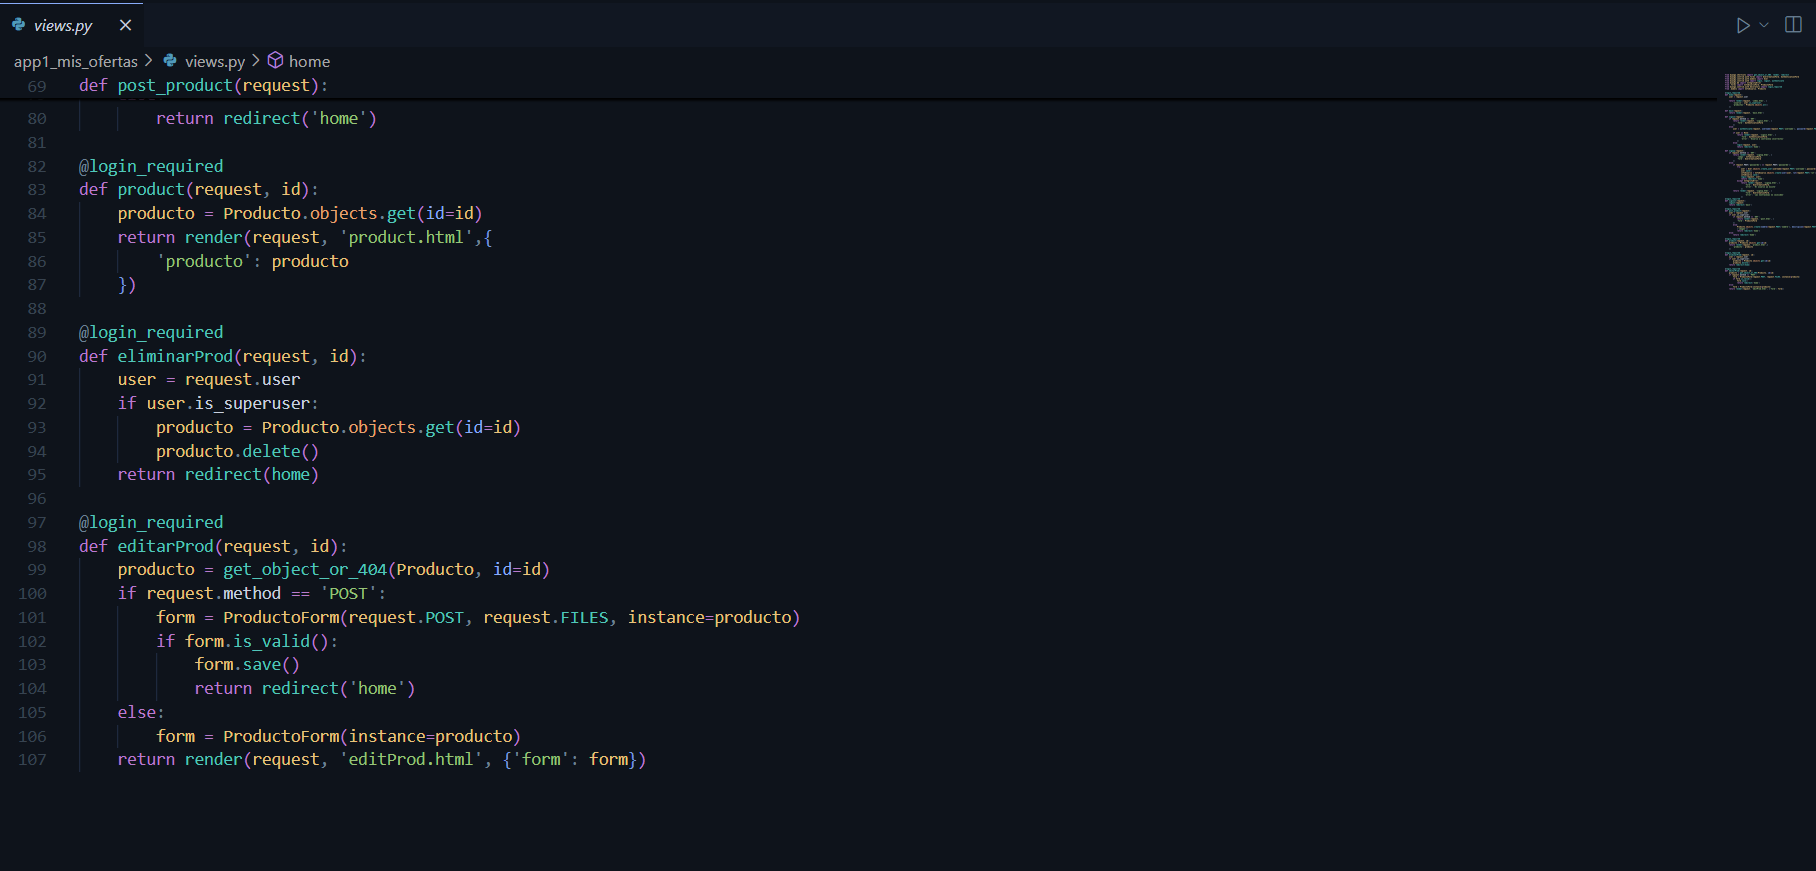 views.py
app1_mis_ofertas > views.py > home
69 def post_product(request):
80 return redirect('home')
81
82 @login_required
83 def product(request, id):
84 producto = Producto.objects.get(id=id)
85 return render(request, 'product.html',{
86 'producto': producto
87 })
88
89 @login_required
90 def eliminarProd(request, id):
91 user = request.user
92 if user.is_superuser:
93 producto = Producto.objects.get(id=id)
94 producto.delete()
95 return redirect(home)
96
97 @login_required
98 def editarProd(request, id):
99 producto = get_object_or_404(Producto, id=id)
100 if request.method == 'POST':
101 form = ProductoForm(request.POST, request.FILES, instance=producto)
102 if form.is_valid():
103 form.save()
104 return redirect('home')
105 else:
106 form = ProductoForm(instance=producto)
107 return render(request, 'editProd.html', {'form': form})